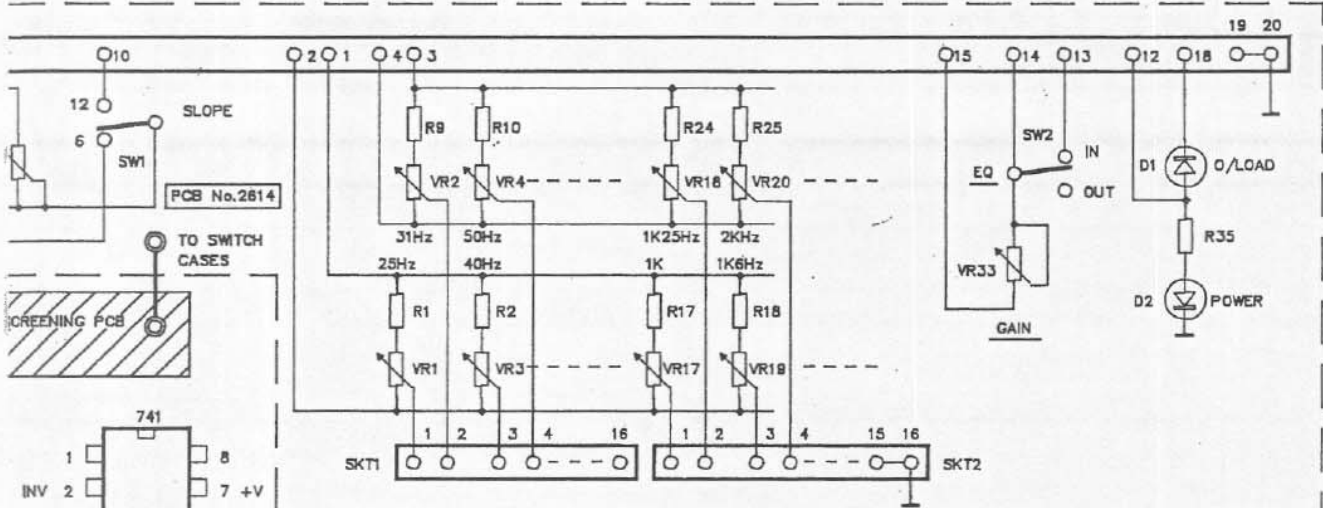 19 20
10 2 1 4 3 15 14 13 12 18
12 SLOPE
6
SW1
R9 R10 R24 R25
SW2
IN
EQ
OUT
D1 O/LOAD
VR2 VR4 VR18 VR20
PCB No.2614
31Hz 50Hz 1K25Hz 2KHz
TO SWITCH
CASES
R35
25Hz 40Hz 1K 1K6Hz
VR33
D2 POWER
CREENING PCB
R1 R2 R17 R18
GAIN
VR1 VR3 VR17 VR19
741
1 2 3 4 16 1 2 3 4 15 16
SKT1 SKT2
1 8
INV 2 7 +V